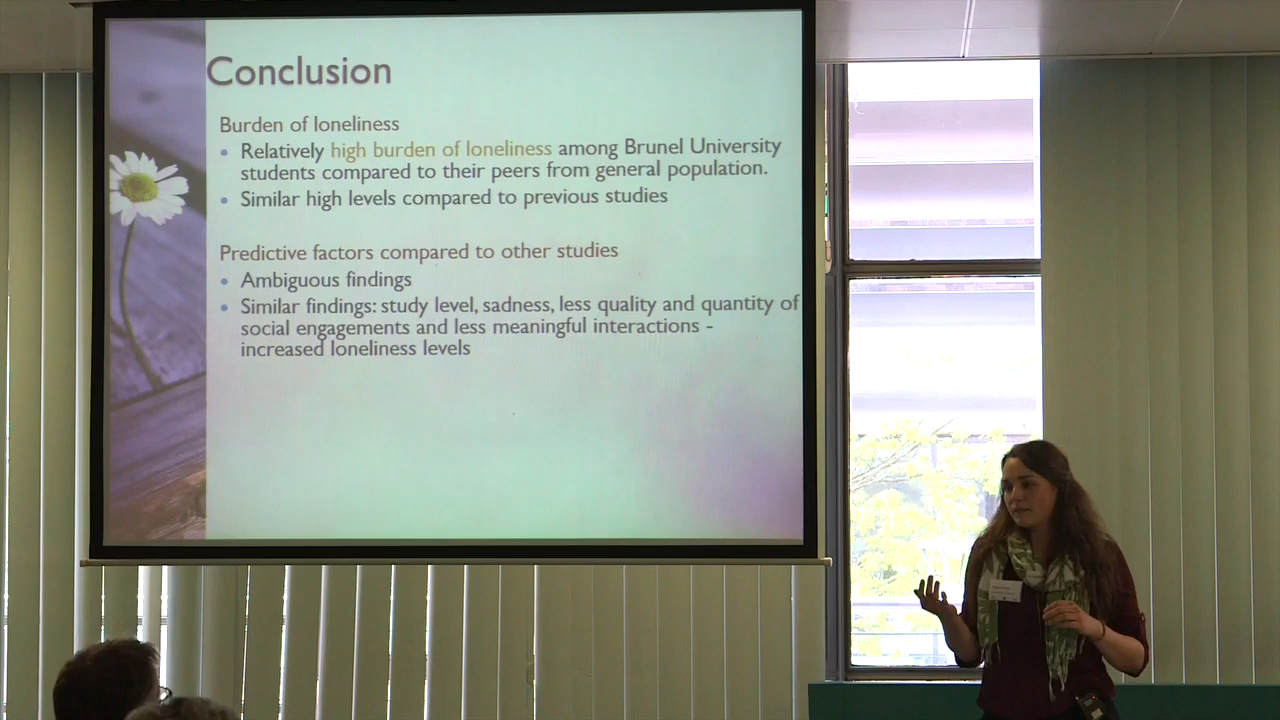 Conclusion
Burden of loneliness
• Relatively high burden of loneliness among Brunel University
students compared to their peers from general population.
• Similar high levels compared to previous studies
Predictive factors compared to other studies
• Ambiguous findings
• Similar findings: study level, sadness, less quality and quantity of
social engagements and less meaningful interactions -
increased loneliness levels